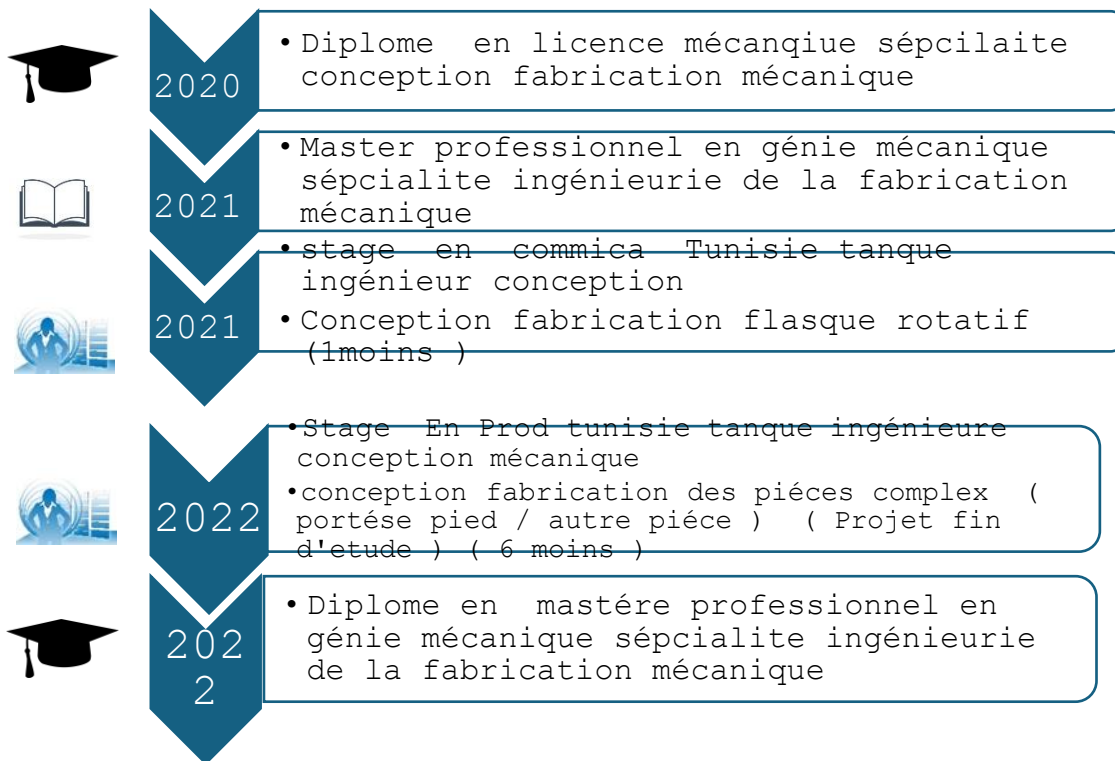 2020
• Diplome en licence mécanqiue sépcilaite
conception fabrication mécanique
2021
• Master professionnel en génie mécanique
sépcialite ingénieurie de la fabrication
mécanique
2021
• stage en commica Tunisie tanque
ingénieur conception
• Conception fabrication flasque rotatif
(1moins )
2022
•Stage En Prod tunisie tanque ingénieure
conception mécanique
•conception fabrication des piéces complex (
portése pied / autre piéce ) ( Projet fin
d'etude ) ( 6 moins )
202
2
• Diplome en mastére professionnel en
génie mécanique sépcialite ingénieurie
de la fabrication mécanique